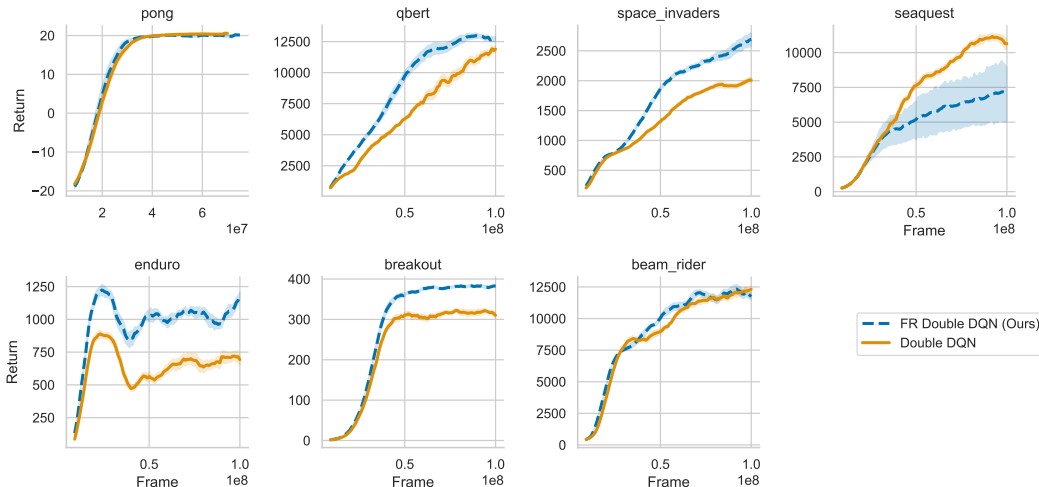 pong
20
10
0
−10
−20
Return
2
4
6
1e7
qbert
12500
10000
7500
5000
2500
0.5
1.0
1e8
space_invaders
2500
2000
1500
1000
500
0.5
1.0
1e8
seaquest
10000
7500
5000
2500
0
0.5
1.0
1e8
Frame
enduro
1250
1000
750
500
250
Return
0.5
1.0
1e8
Frame
breakout
400
300
200
100
0
0.5
1.0
1e8
Frame
beam_rider
12500
10000
7500
5000
2500
0
0.5
1.0
1e8
Frame
FR Double DQN (Ours)
Double DQN